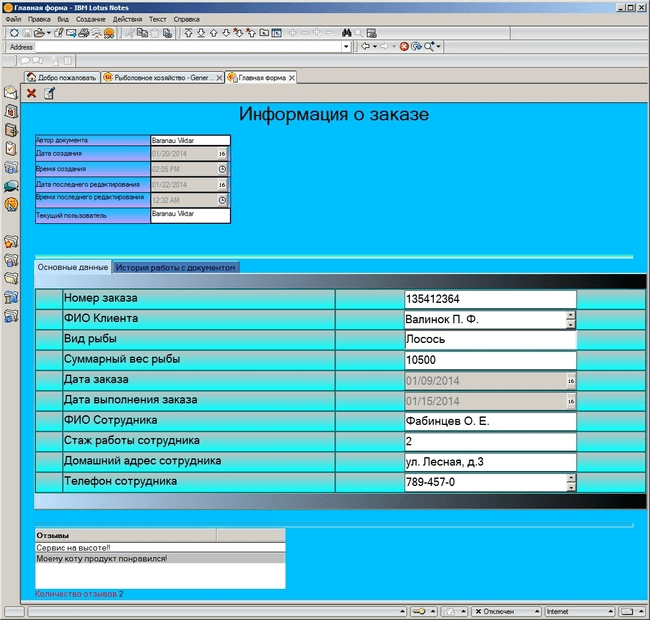 Главная форма - IBM Lotus Notes
Файл Правка Вид Создание Действия Текст Справка
Address
Добро пожаловать Рыболовное хозяйство - Gener... Главная форма
Информация о заказе
Автор документа Baranau Viktar
Дата создания 01/20/2014 16
Время создания 02:05 PM
Дата последнего редактирования 01/22/2014 16
Время последнего редактирования 12:32 AM
Текущий пользователь Baranau Viktar
Основные данные История работы с документом
Номер заказа 135412364
ФИО Клиента Валинок П. Ф.
Вид рыбы Лосось
Суммарный вес рыбы 10500
Дата заказа 01/09/2014 16
Дата выполнения заказа 01/15/2014 16
ФИО Сотрудника Фабинцев О. Е.
Стаж работы сотрудника 2
Домашний адрес сотрудника ул. Лесная, д.3
Телефон сотрудника 789-457-0
Отзывы
Сервис на высоте!!
Моему коту продукт понравился!
Количество отзывов 2
Отключен Internet